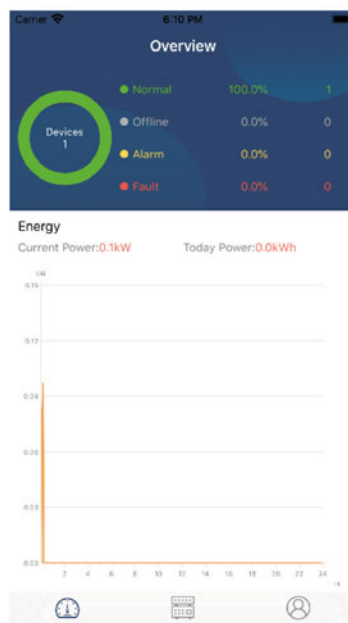 Carrier 6:10 PM
Overview
Devices
1
Normal 100.0% 1
Offline 0.0% 0
Alarm 0.0% 0
Fault 0.0% 0
Energy
Current Power:0.1kW Today Power:0.0kWh
0.15
0.12
2 4 6 8 10 12 14 16 18 20 22 24